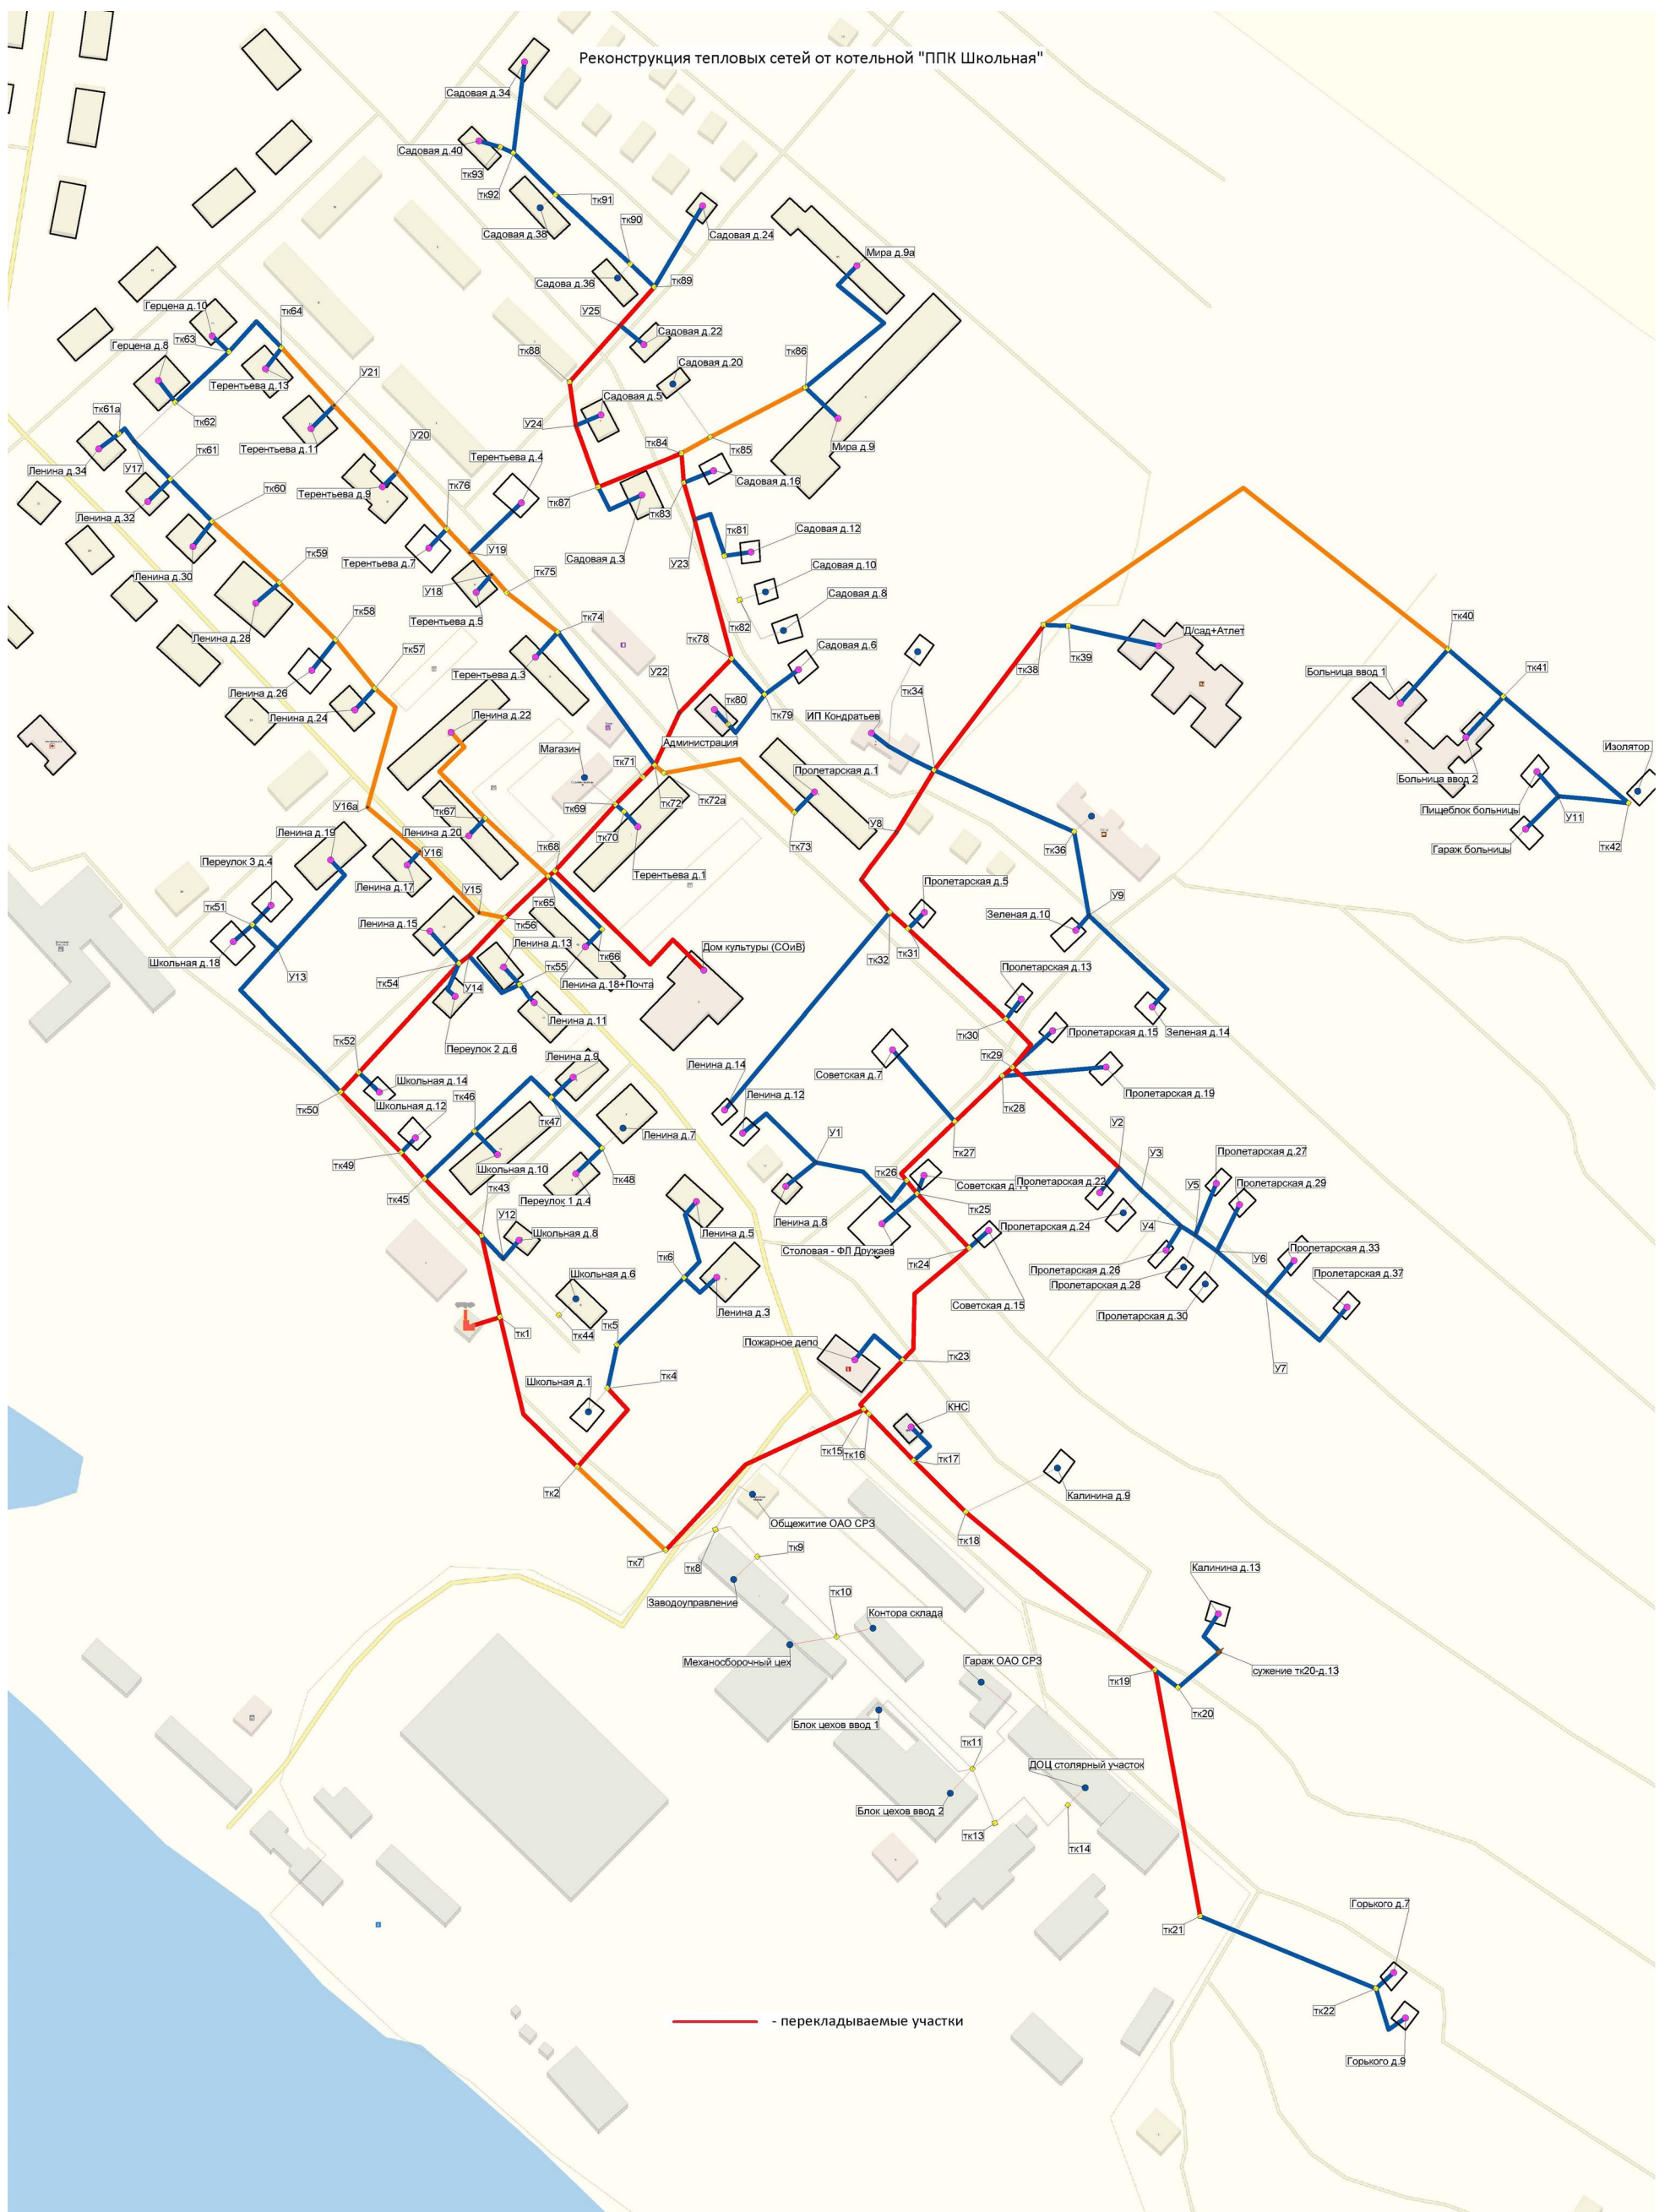 Реконструкция тепловых сетей от котельной "ППК Школьная"
Садовая д.34
Садовая д.40
тк93
тк92
тк91
Садовая д.38
тк90
Садовая д.24
Садова д.36
тк89
Мира д.9а
Герцена д.10
тк64
У25
Садовая д.22
тк63
Герцена д.8
тк88
Садовая д.20
тк86
Терентьева д.13
У21
Садовая д.5
тк61а
тк62
У24
Терентьева д.11
У20
тк84
тк85
Мира д.9
тк61
Терентьева д.4
Ленина д.34
У17
Садовая д.16
Терентьева д.9
тк76
тк87
тк83
тк60
Ленина д.32
тк81
Садовая д.12
У19
Садовая д.3
У23
Терентьева д.7
тк59
Ленина д.30
Садовая д.10
У18
тк75
Терентьева д.5
тк74
Садовая д.8
тк58
Ленина д.28
тк82
тк40
Д/сад+Атлет
тк57
тк78
Садовая д.6
тк39
тк38
Больница ввод 1
У22
Терентьева д.3
тк41
Ленина д.26
тк34
тк80
Ленина д.24
Ленина д.22
тк79
ИП Кондратьев
Администрация
Магазин
Изолятор
тк71
Пролетарская д.1
тк72
тк72а
Больница ввод 2
У16а
тк69
Пищеблок больницы
тк67
У11
У8
Ленина д.19
Ленина д.20
тк70
тк73
тк42
Гараж больницы
тк36
У16
тк68
Переулок 3 д.4
Терентьева д.1
Пролетарская д.5
Ленина д.17
У15
У9
тк65
тк51
Зеленая д.10
Ленина д.15
тк56
Ленина д.13
Дом культуры (СОиВ)
тк31
Школьная д.18
тк66
тк32
тк55
Пролетарская д.13
У13
тк54
У14
Ленина д.18+Почта
Ленина д.11
Пролетарская д.15
Зеленая д.14
тк30
тк52
Переулок 2 д.6
Ленина д.9
тк29
Ленина д.14
Советская д.7
Школьная д.14
Пролетарская д.19
Ленина д.12
тк46
Школьная д.12
тк50
тк28
тк47
У1
Ленина д.7
У2
тк27
У3
Пролетарская д.27
тк49
Школьная д.10
тк48
тк26
тк45
Советская д.
Пролетарская д.22
Пролетарская д.29
тк43
Переулок 1 д.4
тк25
У5
У12
Ленина д.8
У4
Пролетарская д.24
Школьная д.8
Ленина д.5
Столовая - ФЛ Дружаев
Пролетарская д.33
У6
тк24
Пролетарская д.26
Школьная д.6
тк6
Пролетарская д.37
Пролетарская д.28
Советская д.15
Ленина д.3
Пролетарская д.30
тк5
тк1
тк44
Пожарное депо
тк23
У7
тк4
Школьная д.1
КНС
тк15
тк16
тк17
тк2
Калинина д.9
Общежитие ОАО СРЗ
тк18
тк7
тк8
тк9
Калинина д.13
тк10
Заводоуправление
Контора склада
Механосборочный цех
Гараж ОАО СРЗ
сужение тк20-д.13
тк19
тк20
Блок цехов ввод 1
тк11
ДОЦ столярный участок
Блок цехов ввод 2
тк13
тк14
Горького д.7
тк21
тк22
- перекладываемые участки
Горького д.9